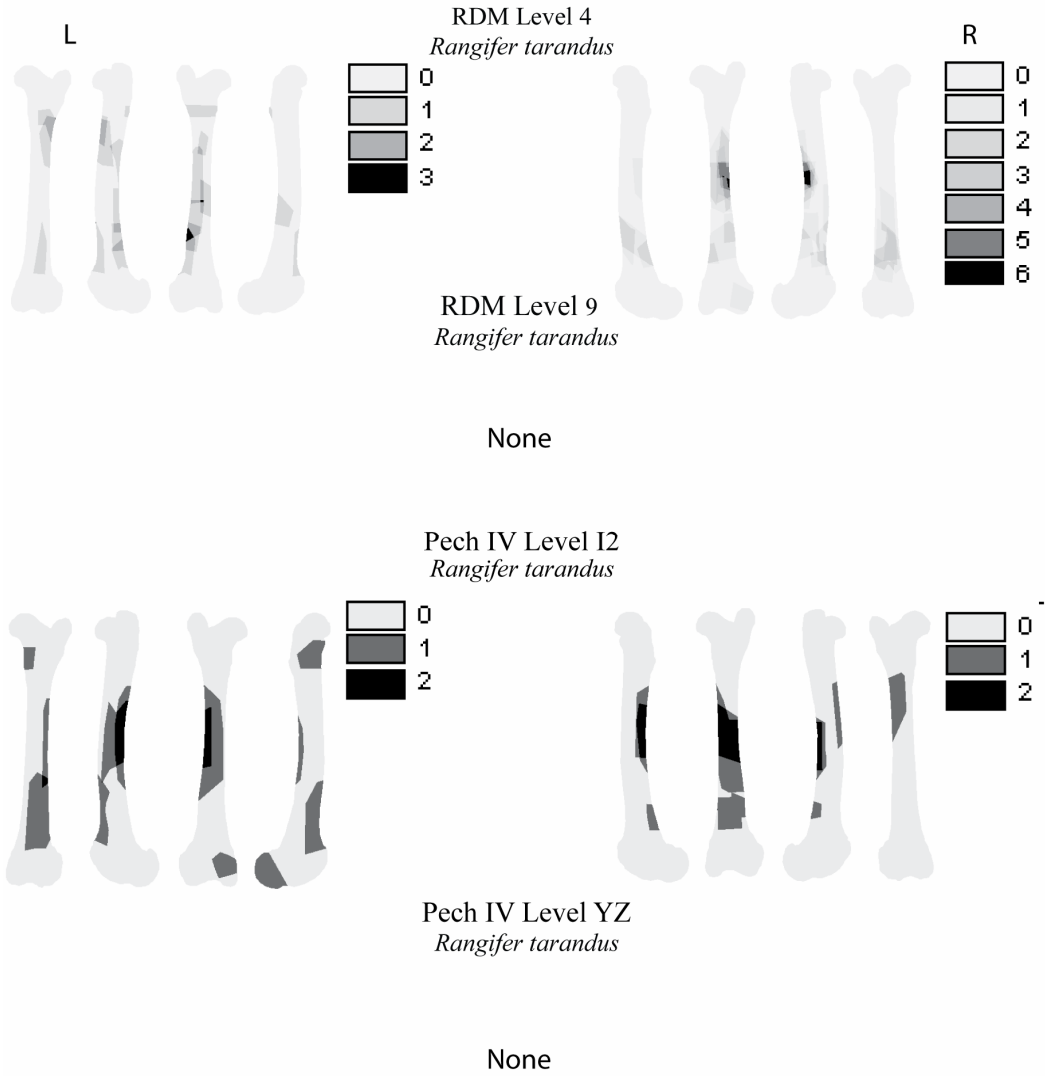 RDM Level 4
Rangifer tarandus
L
R
0
1
2
3
0
1
2
3
4
5
6
RDM Level 9
Rangifer tarandus
None
Pech IV Level I2
Rangifer tarandus
0
1
2
0
1
2
Pech IV Level YZ
Rangifer tarandus
None